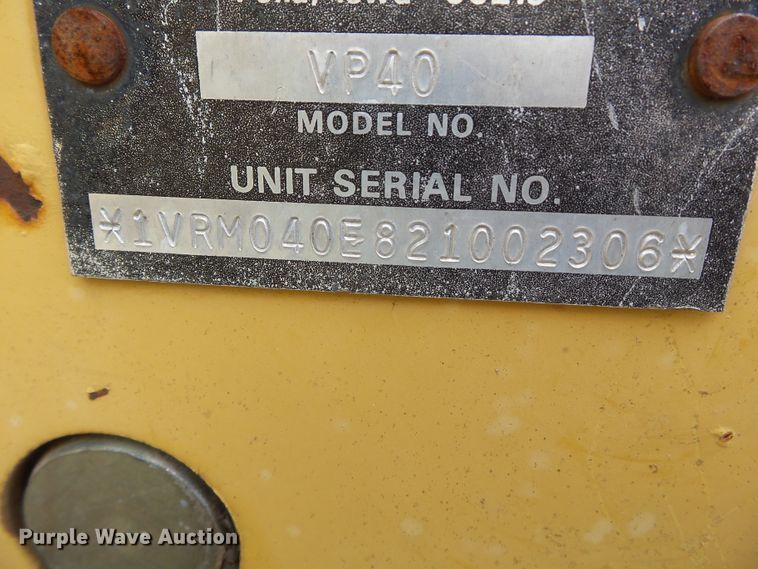 VP40
MODEL NO.
UNIT SERIAL NO.
*1VRM040E821002306*
Purple Wave Auction